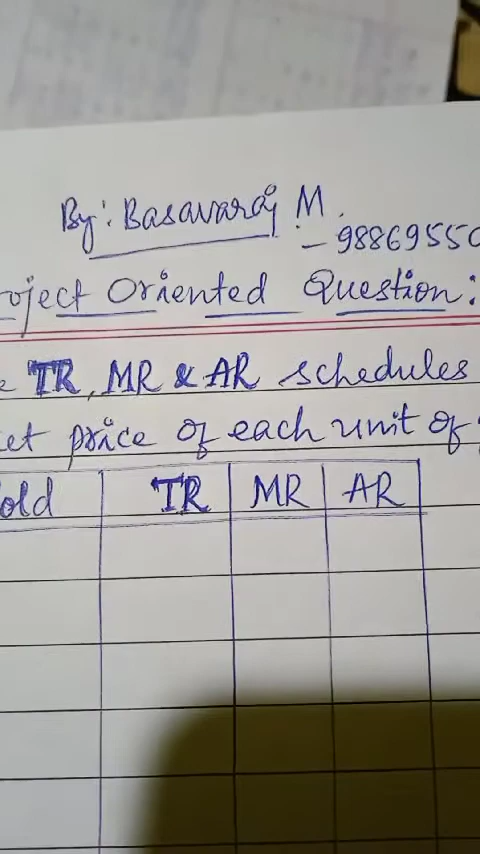 By: Basavaraj M.
- 98869550
oject Oriented Question:
e TR, MR & AR schedules
et price of each unit of
old TR MR AR